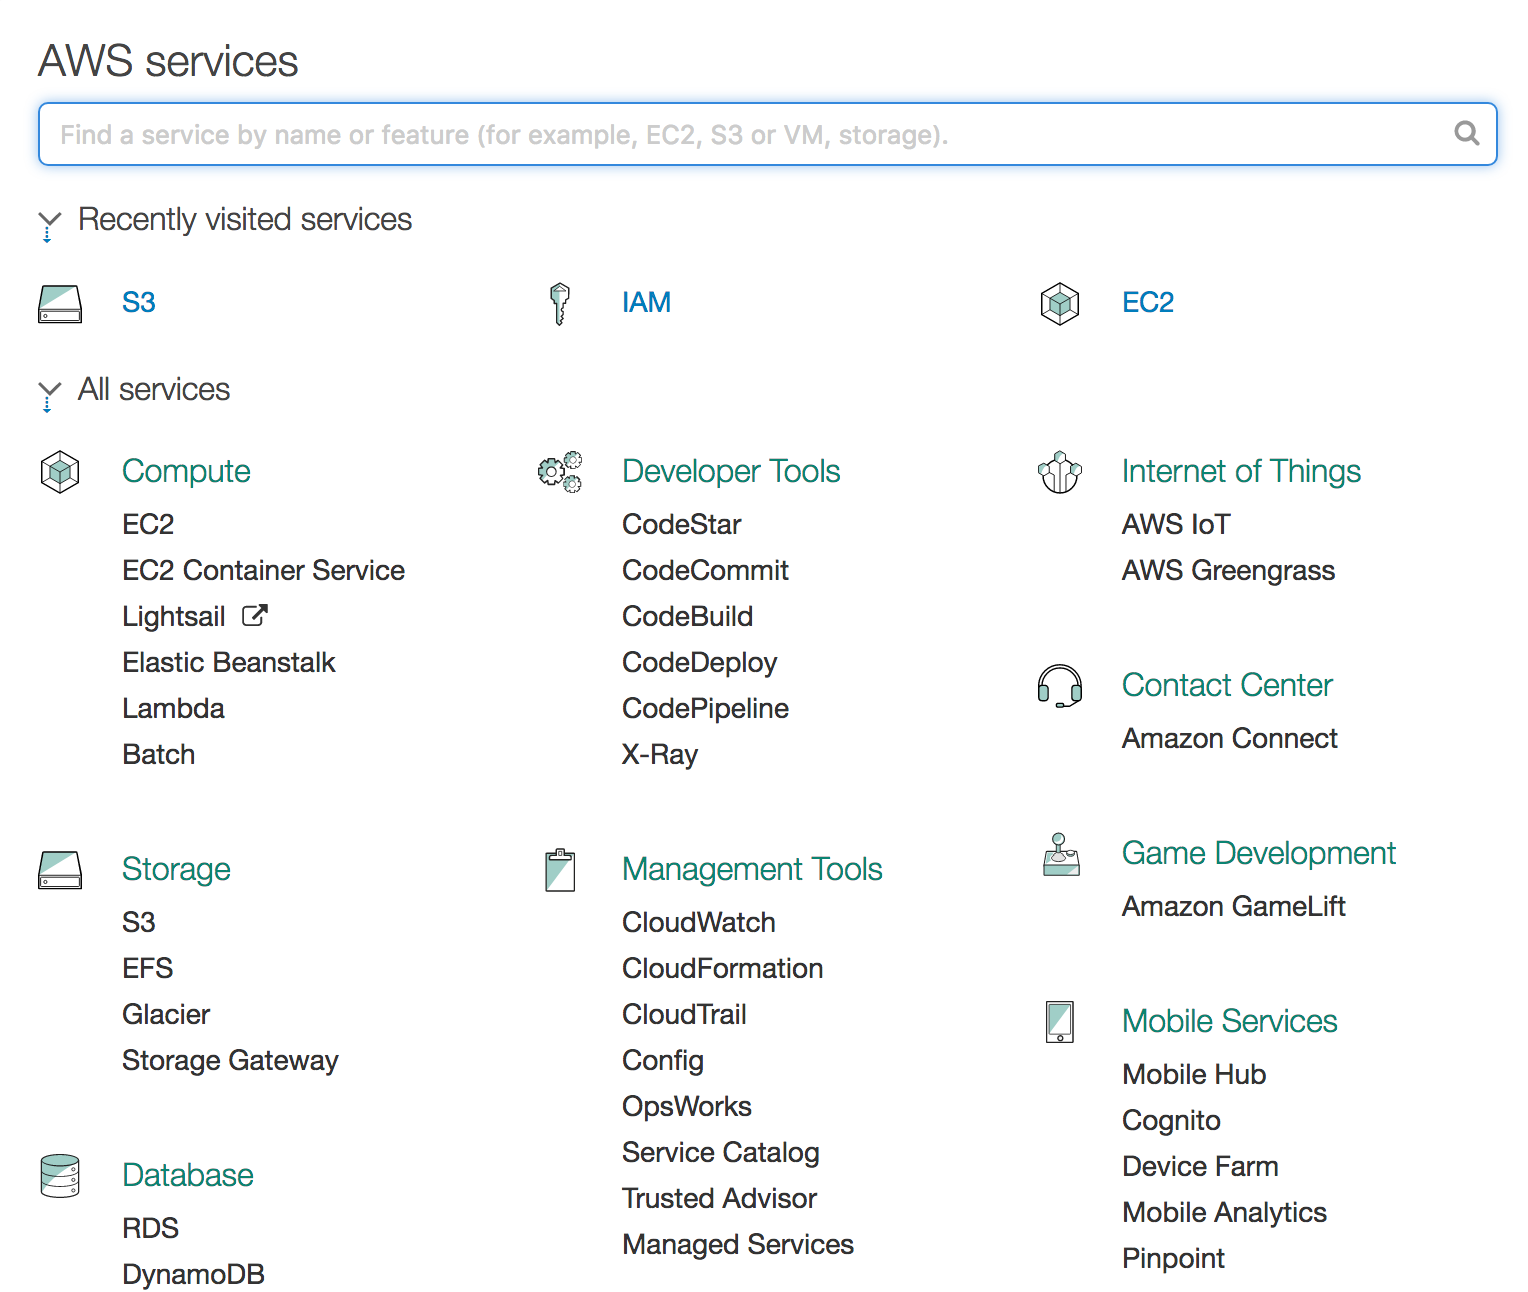 AWS services
Find a service by name or feature (for example, EC2, S3 or VM, storage).
Recently visited services
S3
IAM
EC2
All services
Compute
EC2
EC2 Container Service
Lightsail
Elastic Beanstalk
Lambda
Batch
Storage
S3
EFS
Glacier
Storage Gateway
Database
RDS
DynamoDB
Developer Tools
CodeStar
CodeCommit
CodeBuild
CodeDeploy
CodePipeline
X-Ray
Management Tools
CloudWatch
CloudFormation
CloudTrail
Config
OpsWorks
Service Catalog
Trusted Advisor
Managed Services
Internet of Things
AWS IoT
AWS Greengrass
Contact Center
Amazon Connect
Game Development
Amazon GameLift
Mobile Services
Mobile Hub
Cognito
Device Farm
Mobile Analytics
Pinpoint